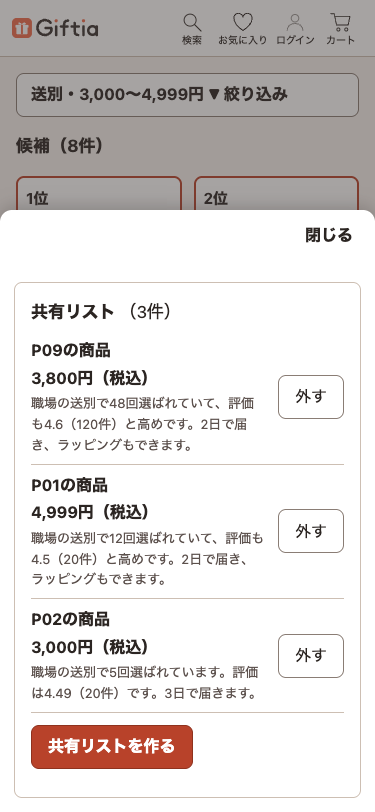 Giftia
検索
お気に入り
ログイン
カート
送別・3,000〜4,999円▼絞り込み
候補（8件）
1位
2位
閉じる
共有リスト（3件）
P09の商品
3,800円（税込）
職場の送別で48回選ばれていて、評価
も4.6（120件）と高めです。2日で届
き、ラッピングもできます。
外す
P01の商品
4,999円（税込）
職場の送別で12回選ばれていて、評価も
4.5（20件）と高めです。2日で届き、
ラッピングもできます。
外す
P02の商品
3,000円（税込）
職場の送別で5回選ばれています。評価
は4.49（20件）です。3日で届きます。
外す
共有リストを作る